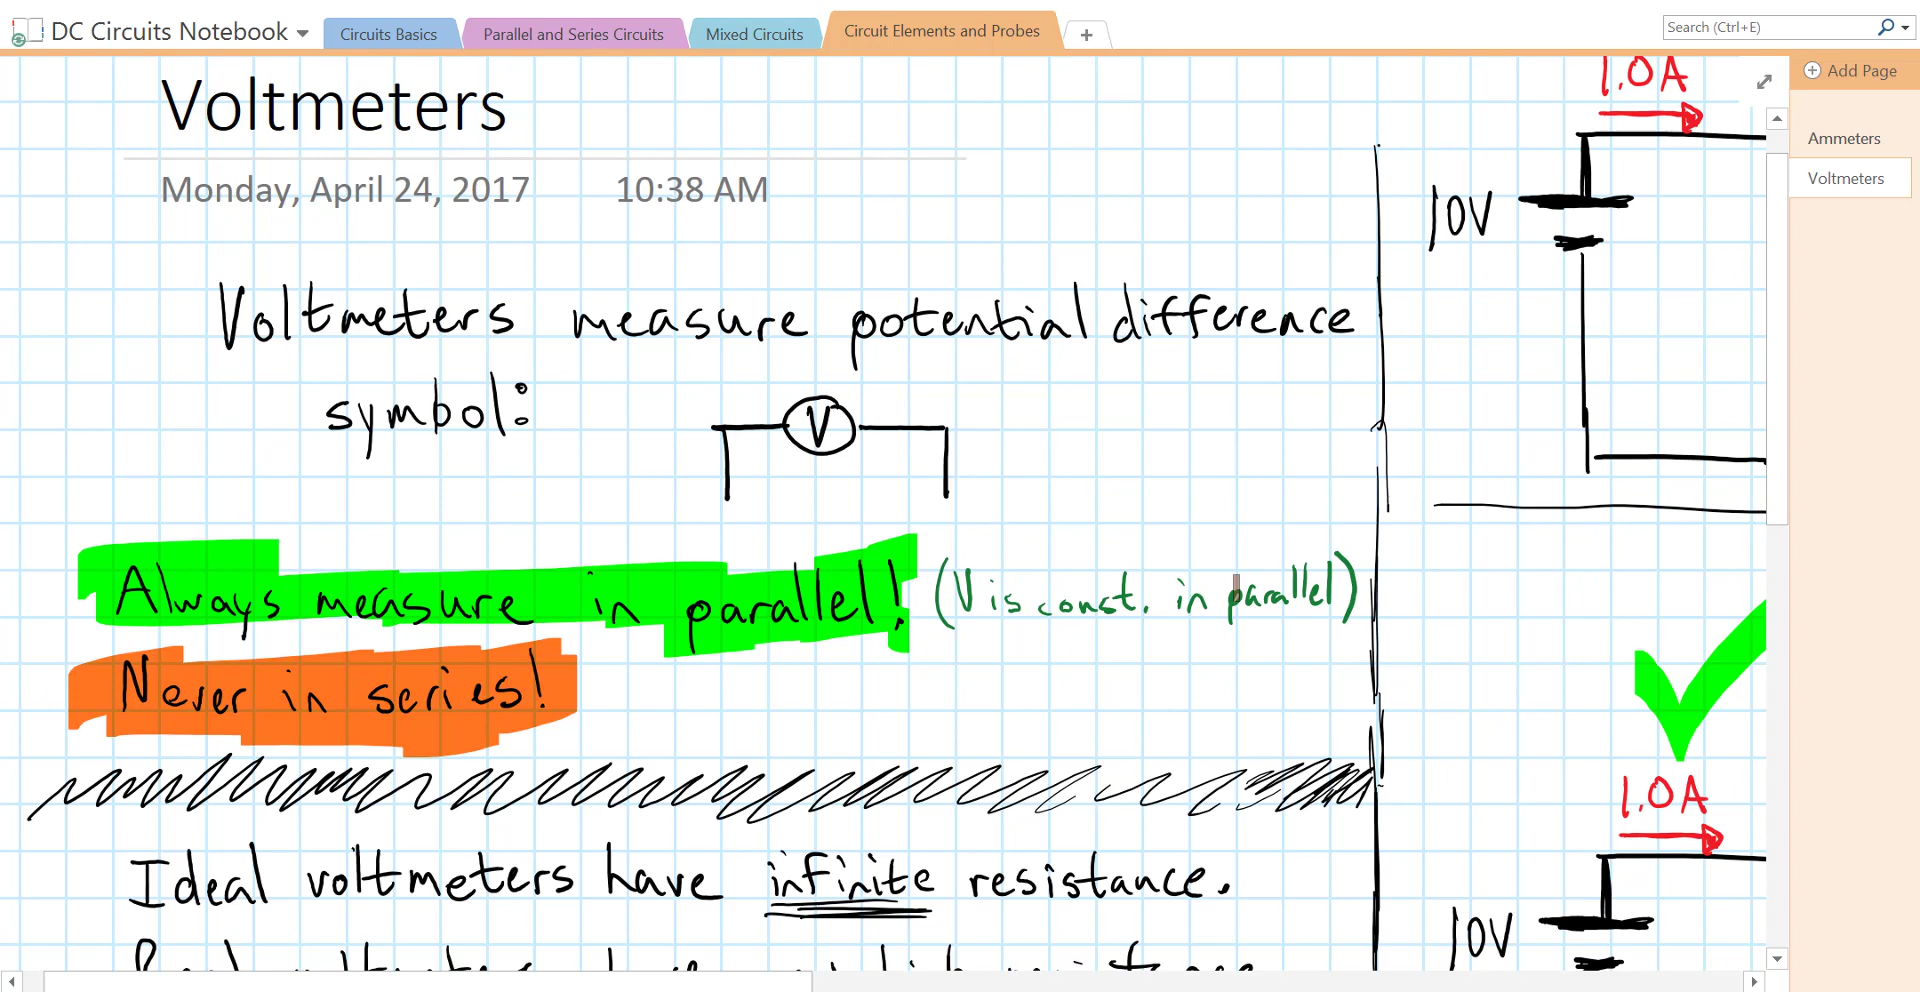 DC Circuits Notebook
Circuits Basics
Parallel and Series Circuits
Mixed Circuits
Circuit Elements and Probes
+
Search (Ctrl+E)
Add Page
Ammeters
Voltmeters
Voltmeters
Monday, April 24, 2017 10:38 AM
Voltmeters measure potential difference
symbol:
V
Always measure in parallel! (V is const. in parallel)
Never in series!
Ideal voltmeters have infinite resistance.
1.0A
10V
1.0A
10V